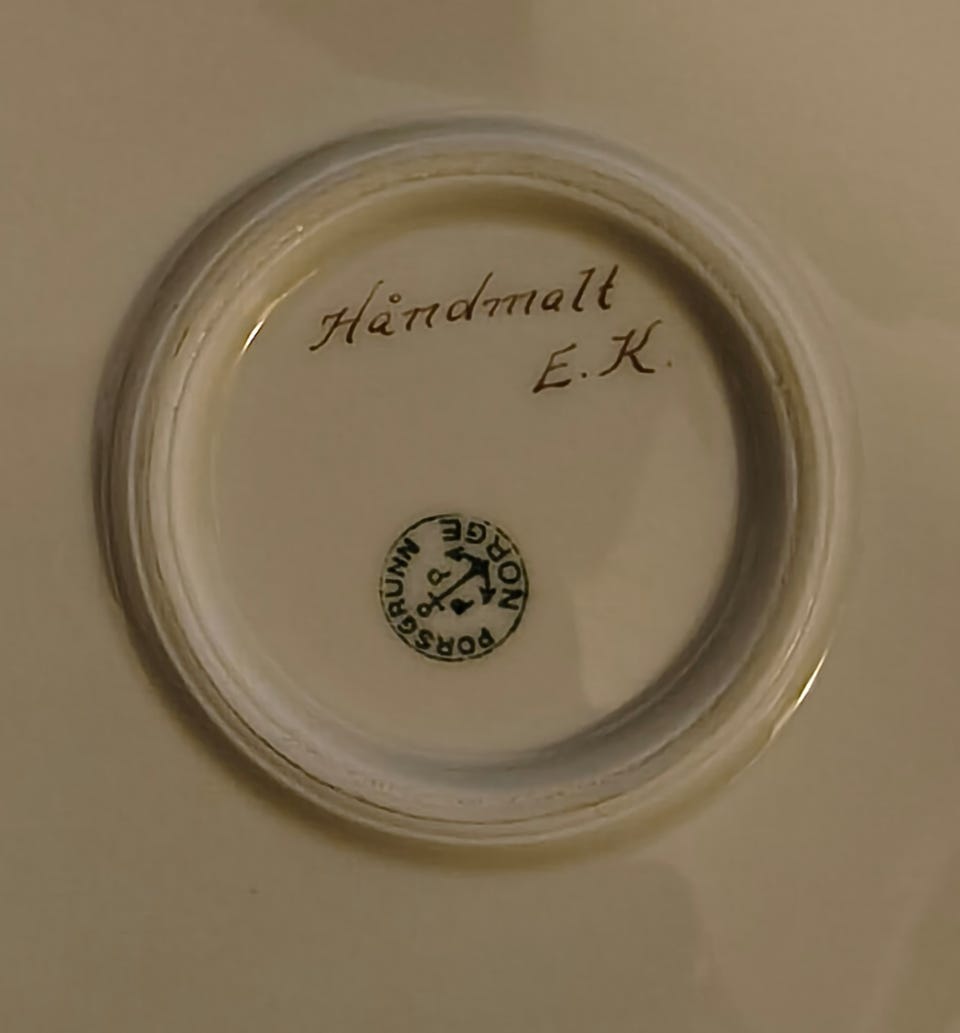 Håndmalt
E. K.
PORSGRUNN
NORGE
P P